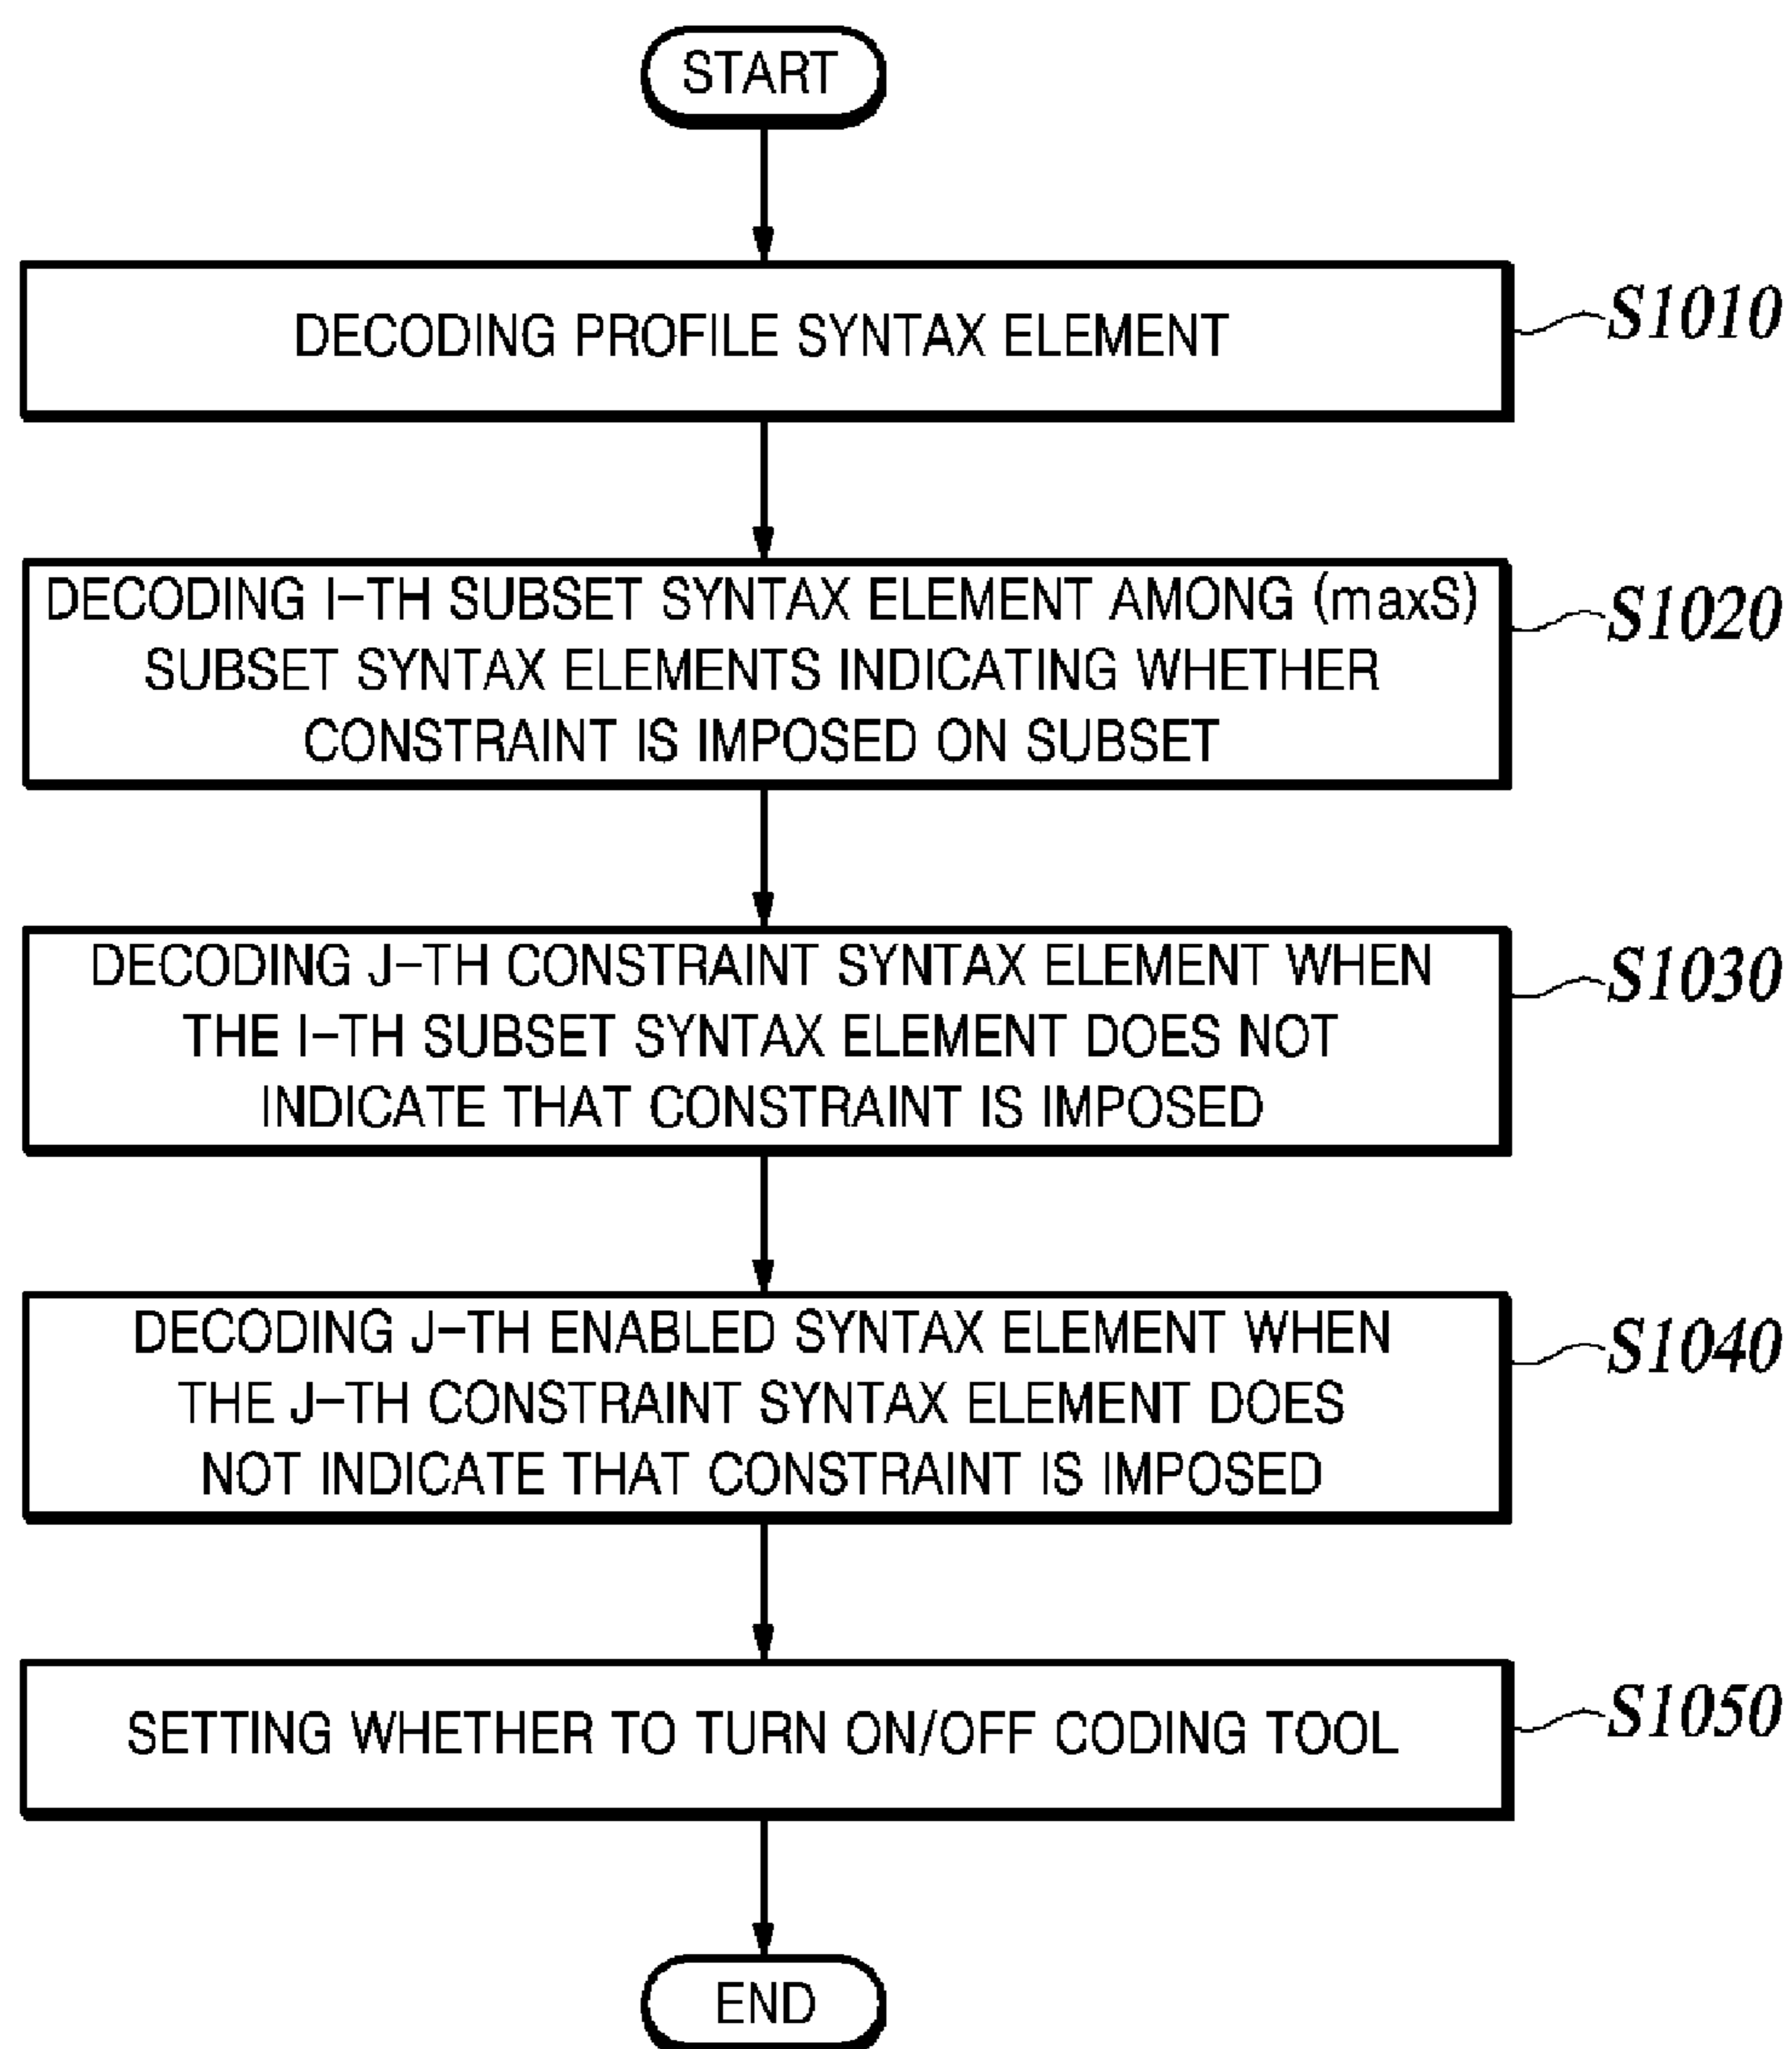 START
DECODING PROFILE SYNTAX ELEMENT
S1010
DECODING I-TH SUBSET SYNTAX ELEMENT AMONG (maxS)
SUBSET SYNTAX ELEMENTS INDICATING WHETHER
CONSTRAINT IS IMPOSED ON SUBSET
S1020
DECODING J-TH CONSTRAINT SYNTAX ELEMENT WHEN
THE I-TH SUBSET SYNTAX ELEMENT DOES NOT
INDICATE THAT CONSTRAINT IS IMPOSED
S1030
DECODING J-TH ENABLED SYNTAX ELEMENT WHEN
THE J-TH CONSTRAINT SYNTAX ELEMENT DOES
NOT INDICATE THAT CONSTRAINT IS IMPOSED
S1040
SETTING WHETHER TO TURN ON/OFF CODING TOOL
S1050
END